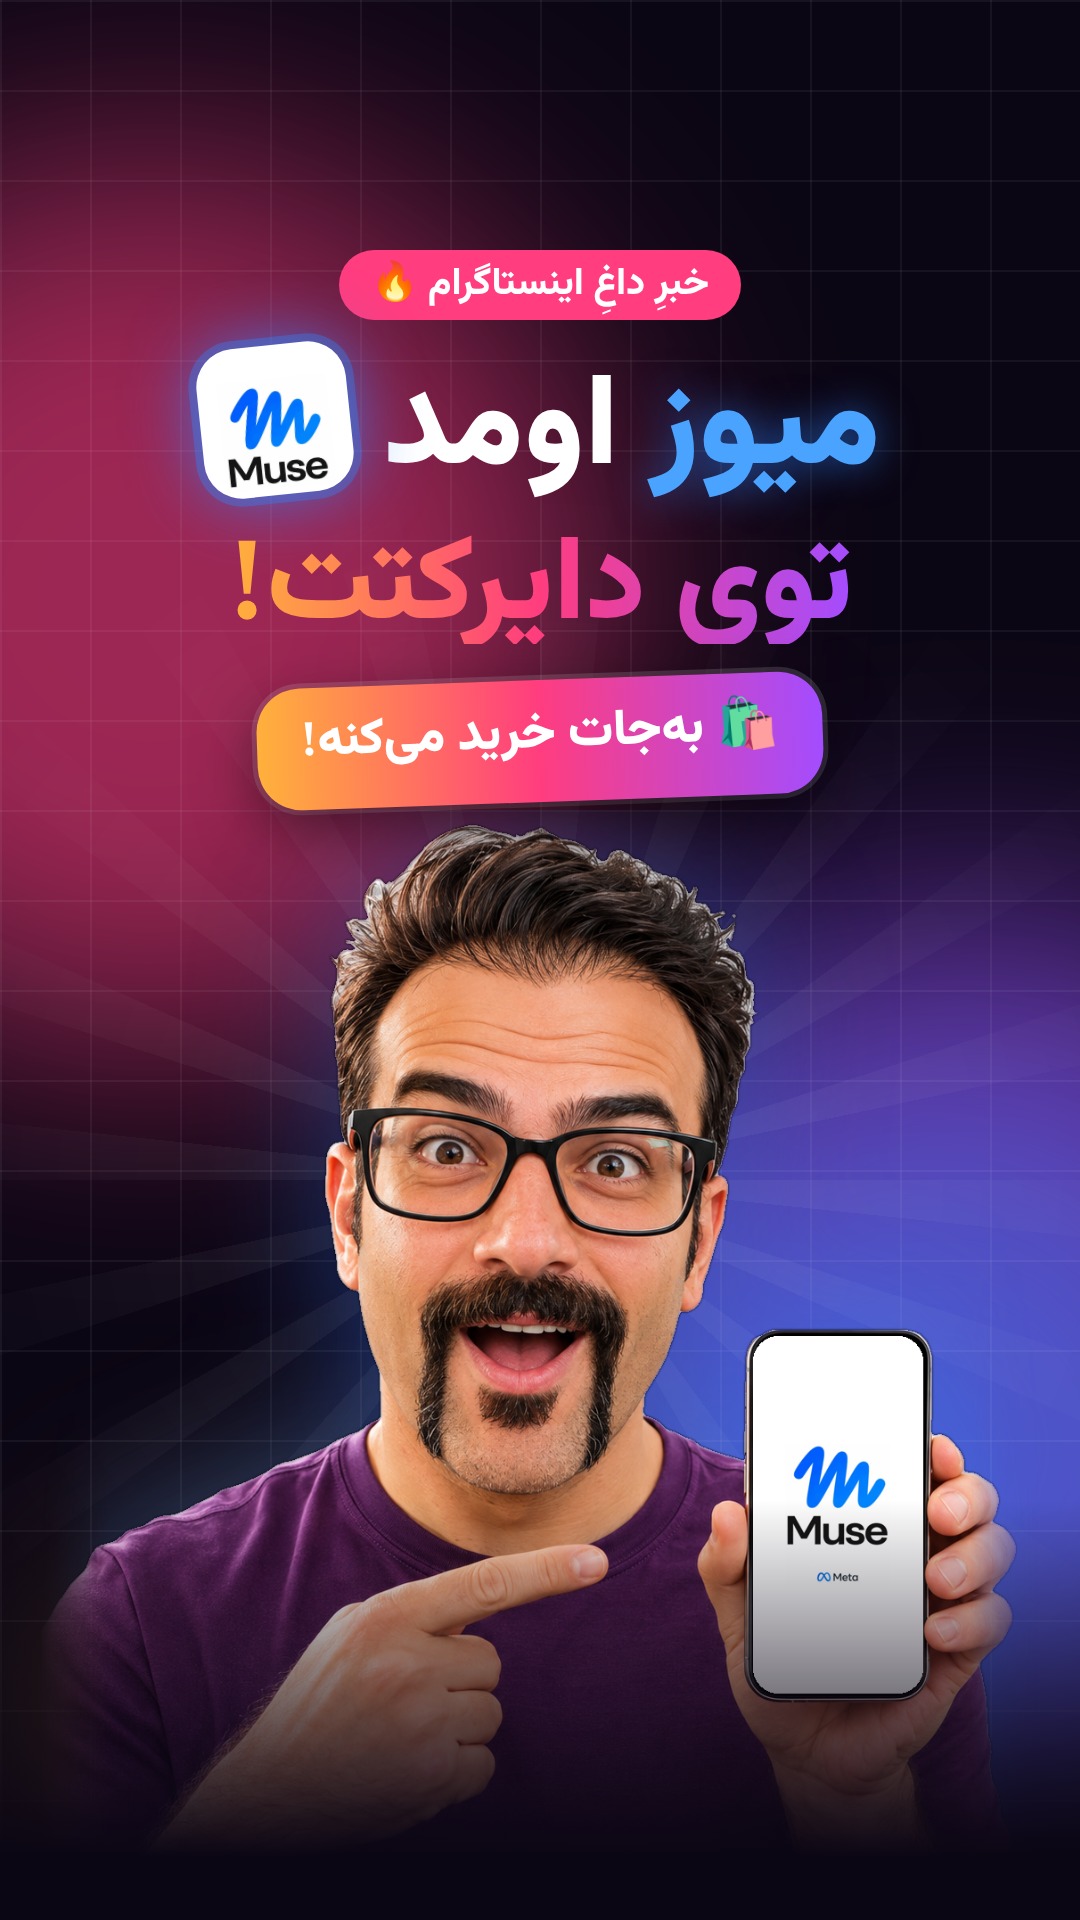 خبرِ داغِ اینستاگرام 🔥
میوز اومد
Muse
توی دایرکتت!
🛍️ به‌جات خرید می‌کنه!
Muse
Meta